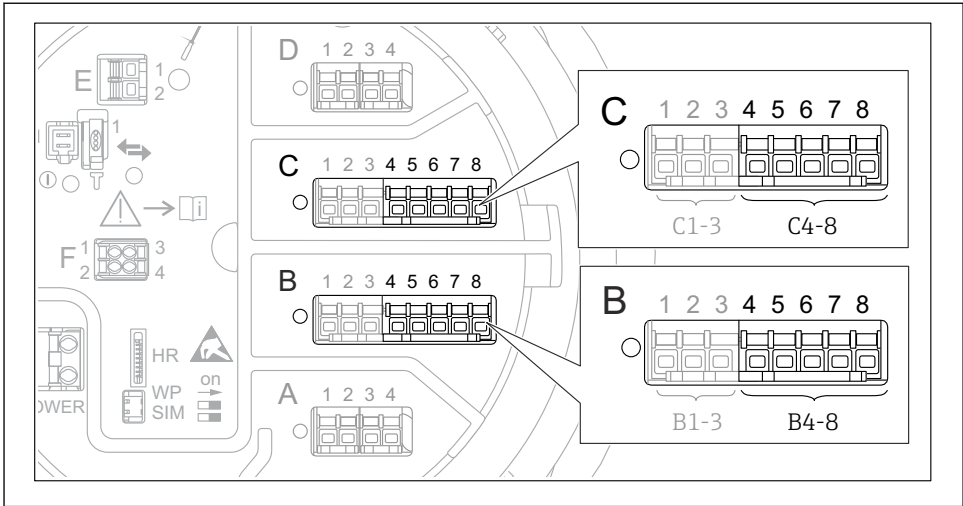 D 1 2 3 4
E 1
2
1
C 1 2 3 4 5 6 7 8
i
F 1 3
2 4
B 1 2 3 4 5 6 7 8
HR
WP on
SIM
OWER
A 1 2 3 4
C 1 2 3 4 5 6 7 8
C1-3 C4-8
B 1 2 3 4 5 6 7 8
B1-3 B4-8